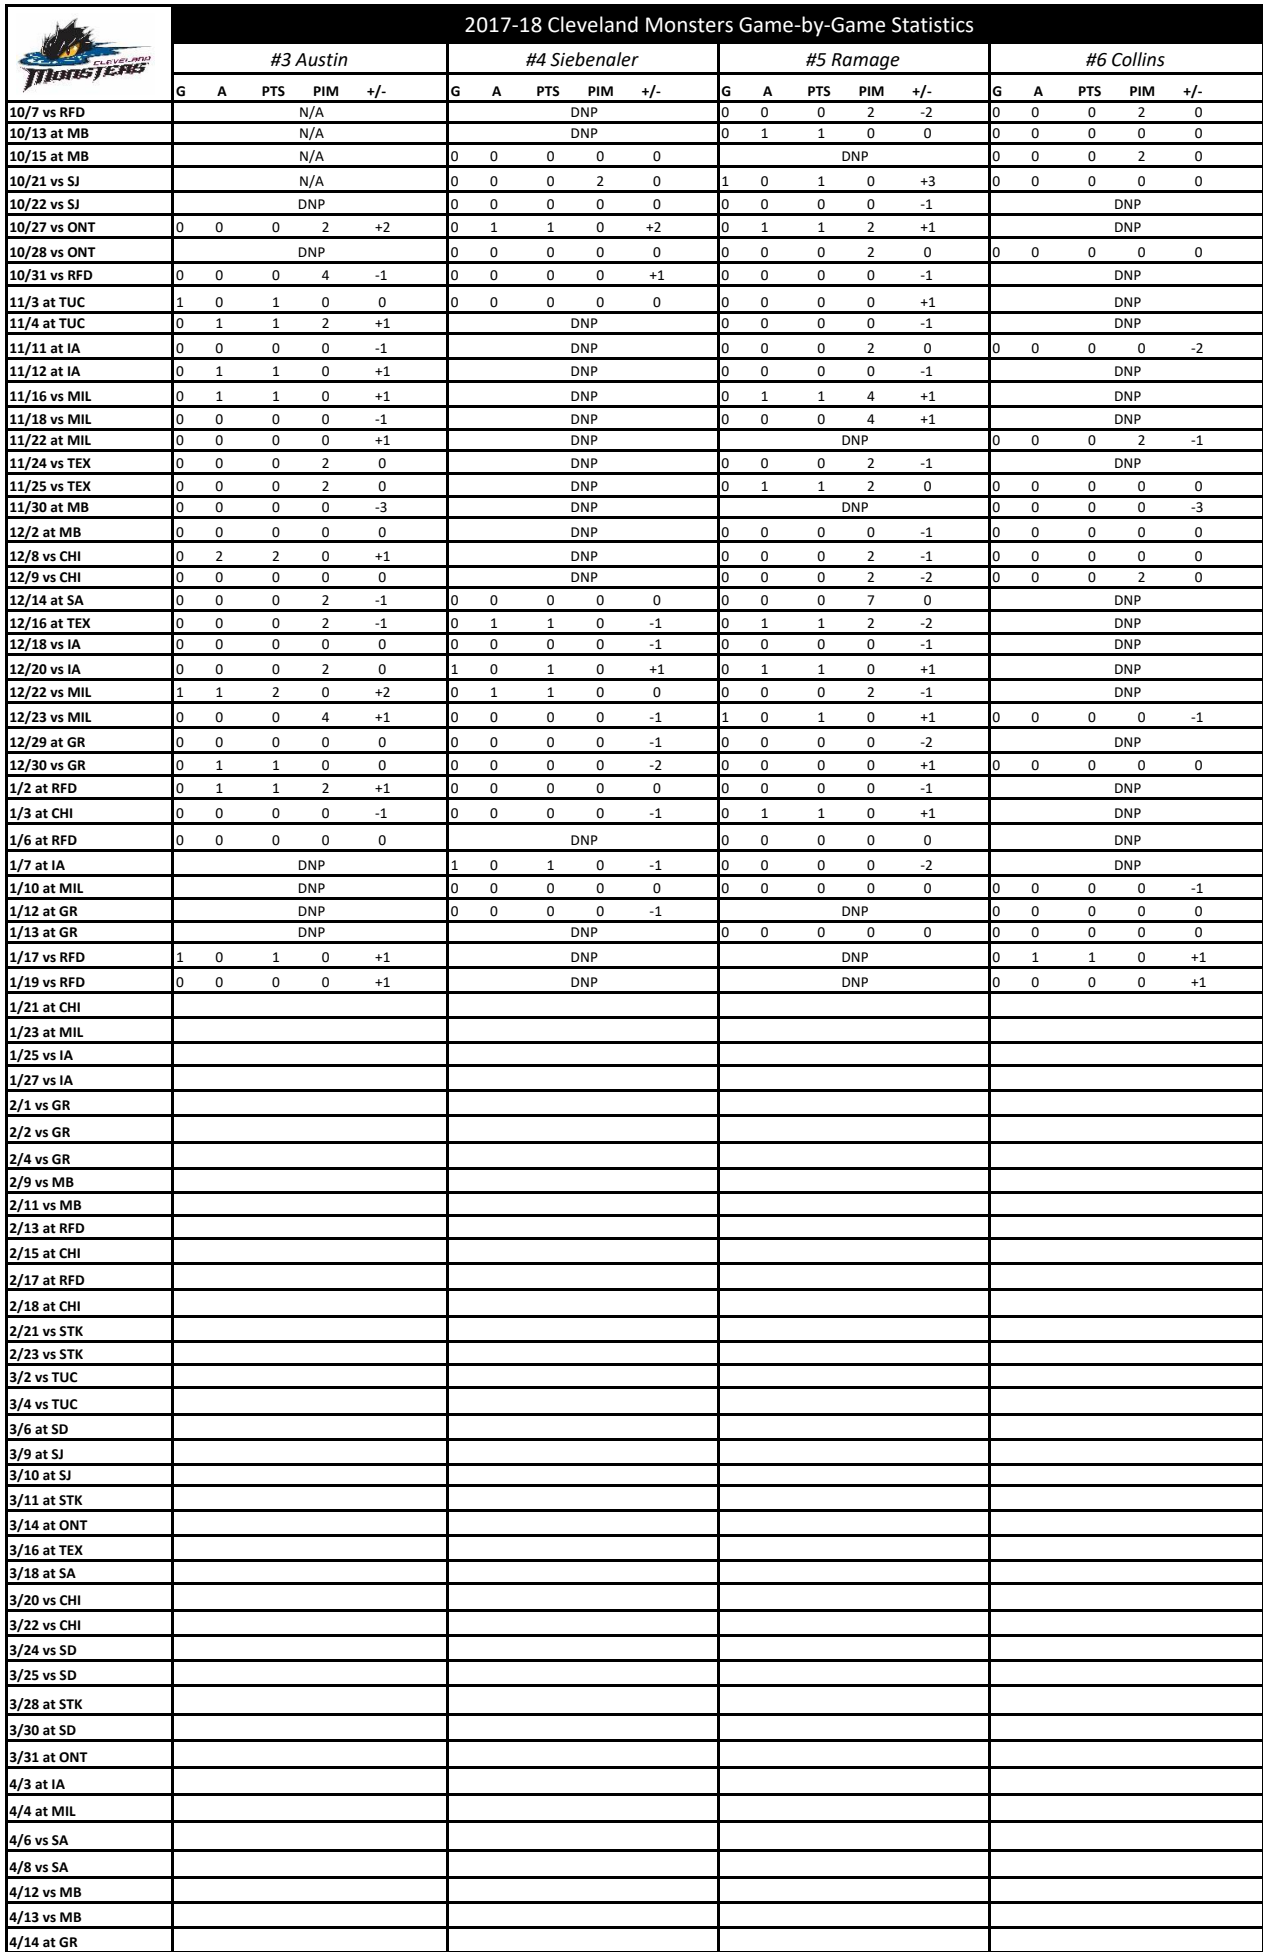 2017-18 Cleveland Monsters Game-by-Game Statistics
CLEVELAND
MONSTERS
#3 Austin #4 Siebenaler #5 Ramage #6 Collins
G A PTS PIM +/- G A PTS PIM +/- G A PTS PIM +/- G A PTS PIM +/-
10/7 vs RFD N/A DNP 0 0 0 2 -2 0 0 0 2 0
10/13 at MB N/A DNP 0 1 1 0 0 0 0 0 0 0
10/15 at MB N/A 0 0 0 0 0 DNP 0 0 0 2 0
10/21 vs SJ N/A 0 0 0 2 0 1 0 1 0 +3 0 0 0 0 0
10/22 vs SJ DNP 0 0 0 0 0 0 0 0 0 -1 DNP
10/27 vs ONT 0 0 0 2 +2 0 1 1 0 +2 0 1 1 2 +1 DNP
10/28 vs ONT DNP 0 0 0 0 0 0 0 0 2 0 0 0 0 0 0
10/31 vs RFD 0 0 0 4 -1 0 0 0 0 +1 0 0 0 0 -1 DNP
11/3 at TUC 1 0 1 0 0 0 0 0 0 0 0 0 0 0 +1 DNP
11/4 at TUC 0 1 1 2 +1 DNP 0 0 0 0 -1 DNP
11/11 at IA 0 0 0 0 -1 DNP 0 0 0 2 0 0 0 0 0 -2
11/12 at IA 0 1 1 0 +1 DNP 0 0 0 0 -1 DNP
11/16 vs MIL 0 1 1 0 +1 DNP 0 1 1 4 +1 DNP
11/18 vs MIL 0 0 0 0 -1 DNP 0 0 0 4 +1 DNP
11/22 at MIL 0 0 0 0 +1 DNP DNP 0 0 0 2 -1
11/24 vs TEX 0 0 0 2 0 DNP 0 0 0 2 -1 DNP
11/25 vs TEX 0 0 0 2 0 DNP 0 1 1 2 0 0 0 0 0 0
11/30 at MB 0 0 0 0 -3 DNP DNP 0 0 0 0 -3
12/2 at MB 0 0 0 0 0 DNP 0 0 0 0 -1 0 0 0 0 0
12/8 vs CHI 0 2 2 0 +1 DNP 0 0 0 2 -1 0 0 0 0 0
12/9 vs CHI 0 0 0 0 0 DNP 0 0 0 2 -2 0 0 0 2 0
12/14 at SA 0 0 0 2 -1 0 0 0 0 0 0 0 0 7 0 DNP
12/16 at TEX 0 0 0 2 -1 0 1 1 0 -1 0 1 1 2 -2 DNP
12/18 vs IA 0 0 0 0 0 0 0 0 0 -1 0 0 0 0 -1 DNP
12/20 vs IA 0 0 0 2 0 1 0 1 0 +1 0 1 1 0 +1 DNP
12/22 vs MIL 1 1 2 0 +2 0 1 1 0 0 0 0 0 2 -1 DNP
12/23 vs MIL 0 0 0 4 +1 0 0 0 0 -1 1 0 1 0 +1 0 0 0 0 -1
12/29 at GR 0 0 0 0 0 0 0 0 0 -1 0 0 0 0 -2 DNP
12/30 vs GR 0 1 1 0 0 0 0 0 0 -2 0 0 0 0 +1 0 0 0 0 0
1/2 at RFD 0 1 1 2 +1 0 0 0 0 0 0 0 0 0 -1 DNP
1/3 at CHI 0 0 0 0 -1 0 0 0 0 -1 0 1 1 0 +1 DNP
1/6 at RFD 0 0 0 0 0 DNP 0 0 0 0 0 DNP
1/7 at IA DNP 1 0 1 0 -1 0 0 0 0 -2 DNP
1/10 at MIL DNP 0 0 0 0 0 0 0 0 0 0 0 0 0 0 -1
1/12 at GR DNP 0 0 0 0 -1 DNP 0 0 0 0 0
1/13 at GR DNP DNP 0 0 0 0 0 0 0 0 0 0
1/17 vs RFD 1 0 1 0 +1 DNP DNP 0 1 1 0 +1
1/19 vs RFD 0 0 0 0 +1 DNP DNP 0 0 0 0 +1
1/21 at CHI
1/23 at MIL
1/25 vs IA
1/27 vs IA
2/1 vs GR
2/2 vs GR
2/4 vs GR
2/9 vs MB
2/11 vs MB
2/13 at RFD
2/15 at CHI
2/17 at RFD
2/18 at CHI
2/21 vs STK
2/23 vs STK
3/2 vs TUC
3/4 vs TUC
3/6 at SD
3/9 at SJ
3/10 at SJ
3/11 at STK
3/14 at ONT
3/16 at TEX
3/18 at SA
3/20 vs CHI
3/22 vs CHI
3/24 vs SD
3/25 vs SD
3/28 at STK
3/30 at SD
3/31 at ONT
4/3 at IA
4/4 at MIL
4/6 vs SA
4/8 vs SA
4/12 vs MB
4/13 vs MB
4/14 at GR